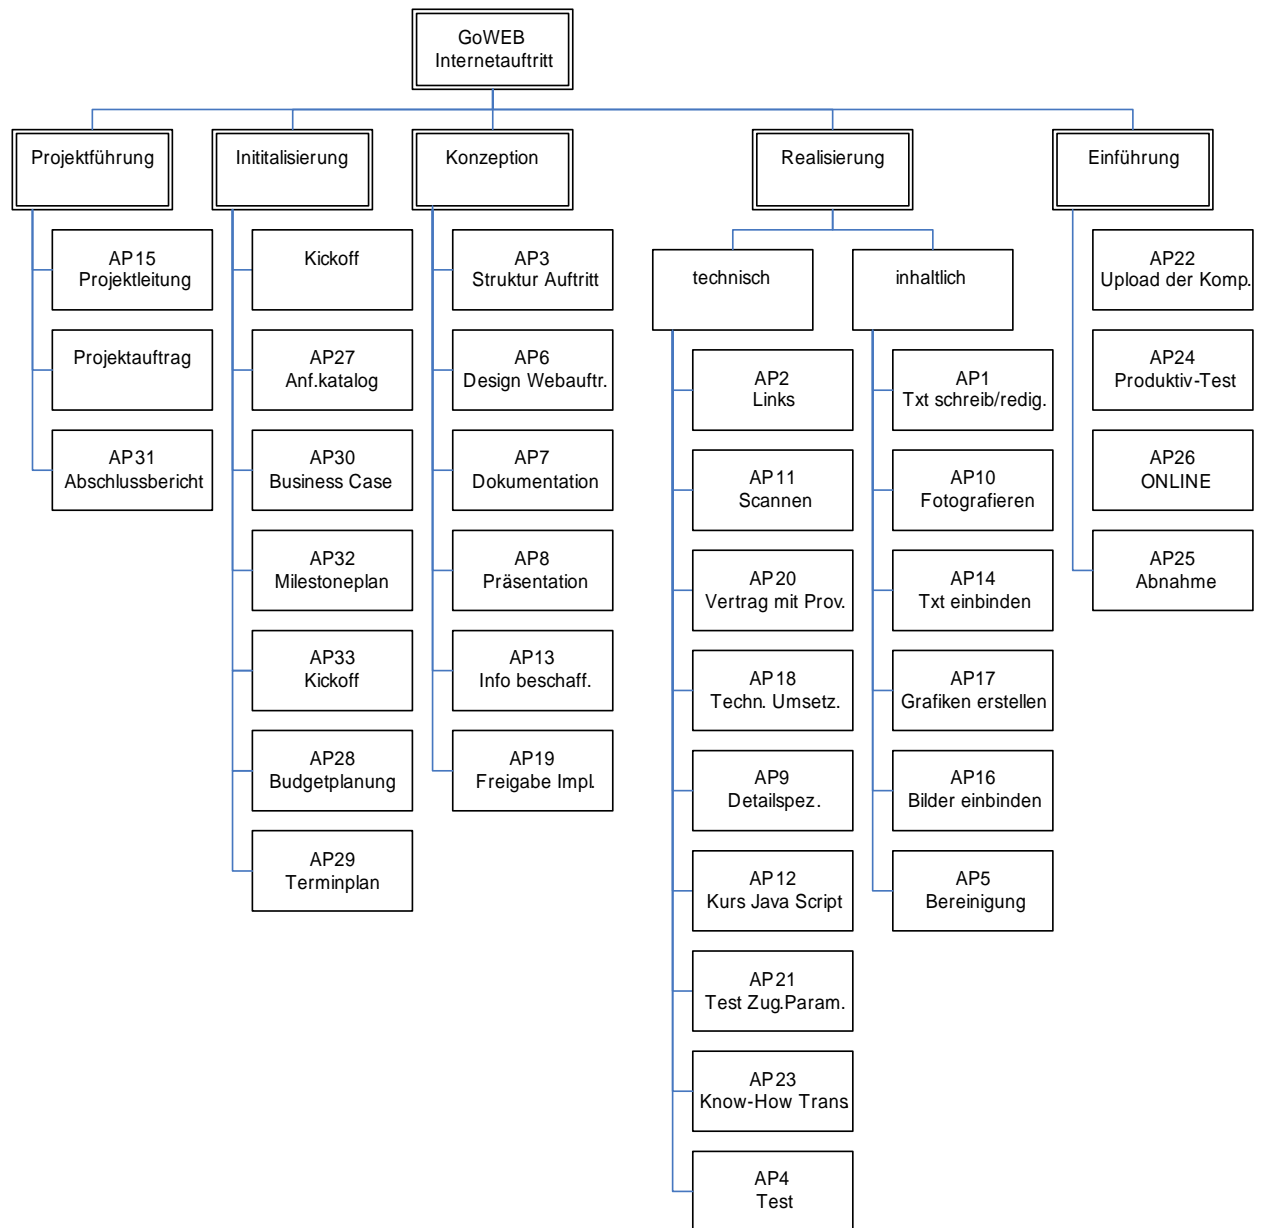 GoWEB
Internetauftritt
Projektführung
Inititalisierung
Konzeption
Realisierung
Einführung
AP15
Projektleitung
Projektauftrag
AP31
Abschlussbericht
Kickoff
AP27
Anf.katalog
AP30
Business Case
AP32
Milestoneplan
AP33
Kickoff
AP28
Budgetplanung
AP29
Terminplan
AP3
Struktur Auftritt
AP6
Design Webauftr.
AP7
Dokumentation
AP8
Präsentation
AP13
Info beschaff.
AP19
Freigabe Impl.
technisch
AP2
Links
AP11
Scannen
AP20
Vertrag mit Prov.
AP18
Techn. Umsetz.
AP9
Detailspez.
AP12
Kurs Java Script
AP21
Test Zug.Param.
AP23
Know-How Trans.
AP4
Test
inhaltlich
AP1
Txt schreib/redig.
AP10
Fotografieren
AP14
Txt einbinden
AP17
Grafiken erstellen
AP16
Bilder einbinden
AP5
Bereinigung
AP22
Upload der Komp.
AP24
Produktiv-Test
AP26
ONLINE
AP25
Abnahme